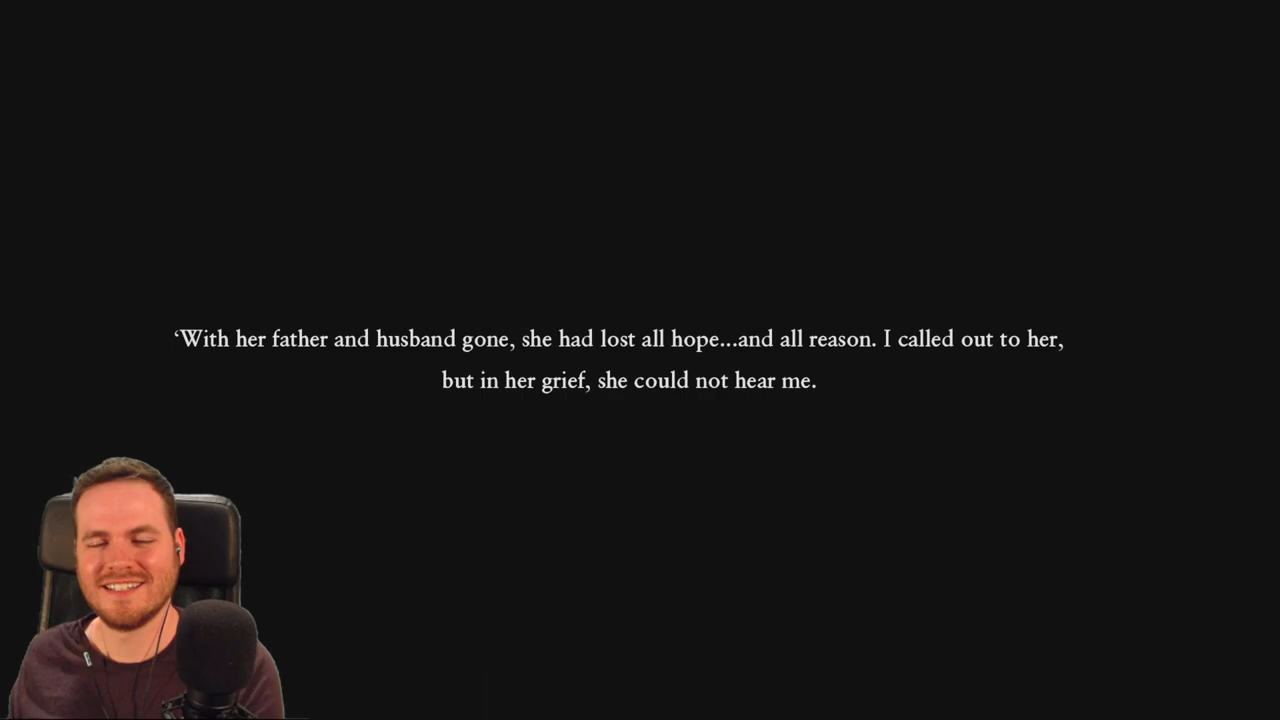 ‘With her father and husband gone, she had lost all hope...and all reason. I called out to her,
but in her grief, she could not hear me.